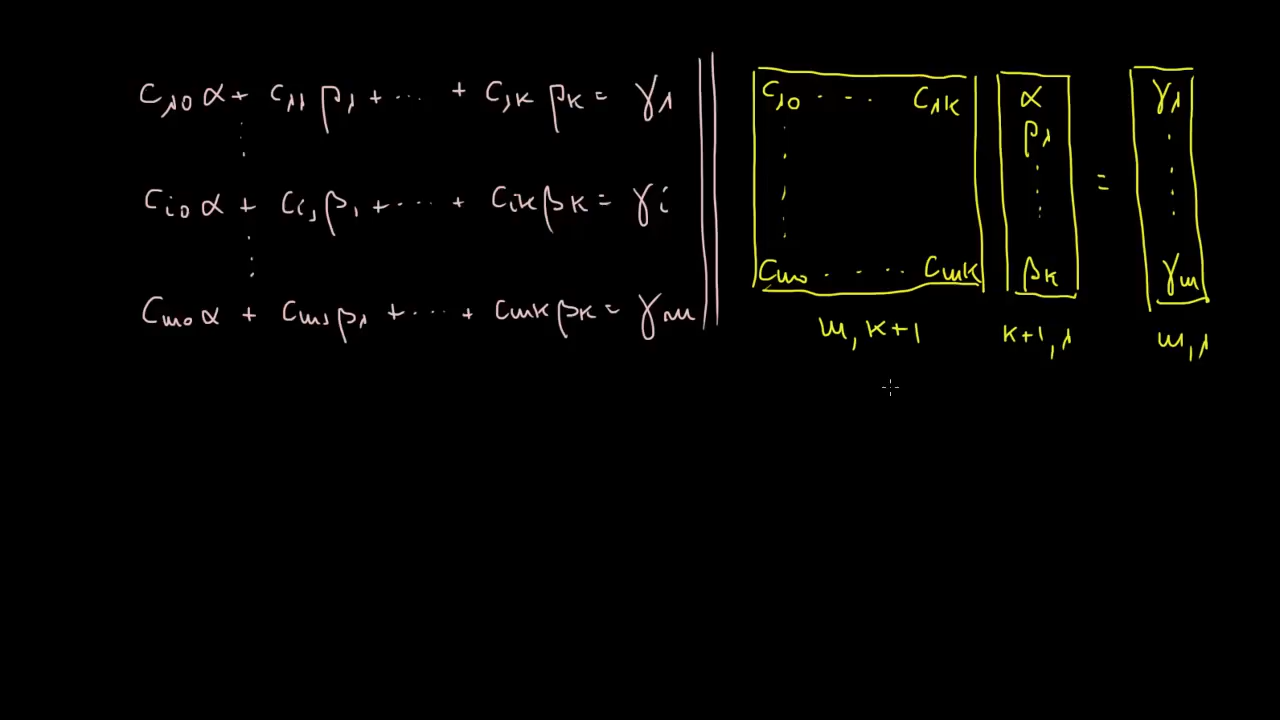 c₁₀ α + c₁₁ β₁ + ··· + c₁ₖ βₖ = γ₁
⋮
cᵢ₀ α + cᵢ₁ β₁ + ··· + cᵢₖ βₖ = γᵢ
⋮
cₘ₀ α + cₘ₁ β₁ + ··· + cₘₖ βₖ = γₘ
c₁₀ · · · c₁ₖ
⋮
cₘ₀ · · · · cₘₖ
m, k+1
α
β₁
⋮
βₖ
k+1, 1
=
γ₁
⋮
γₘ
m, 1